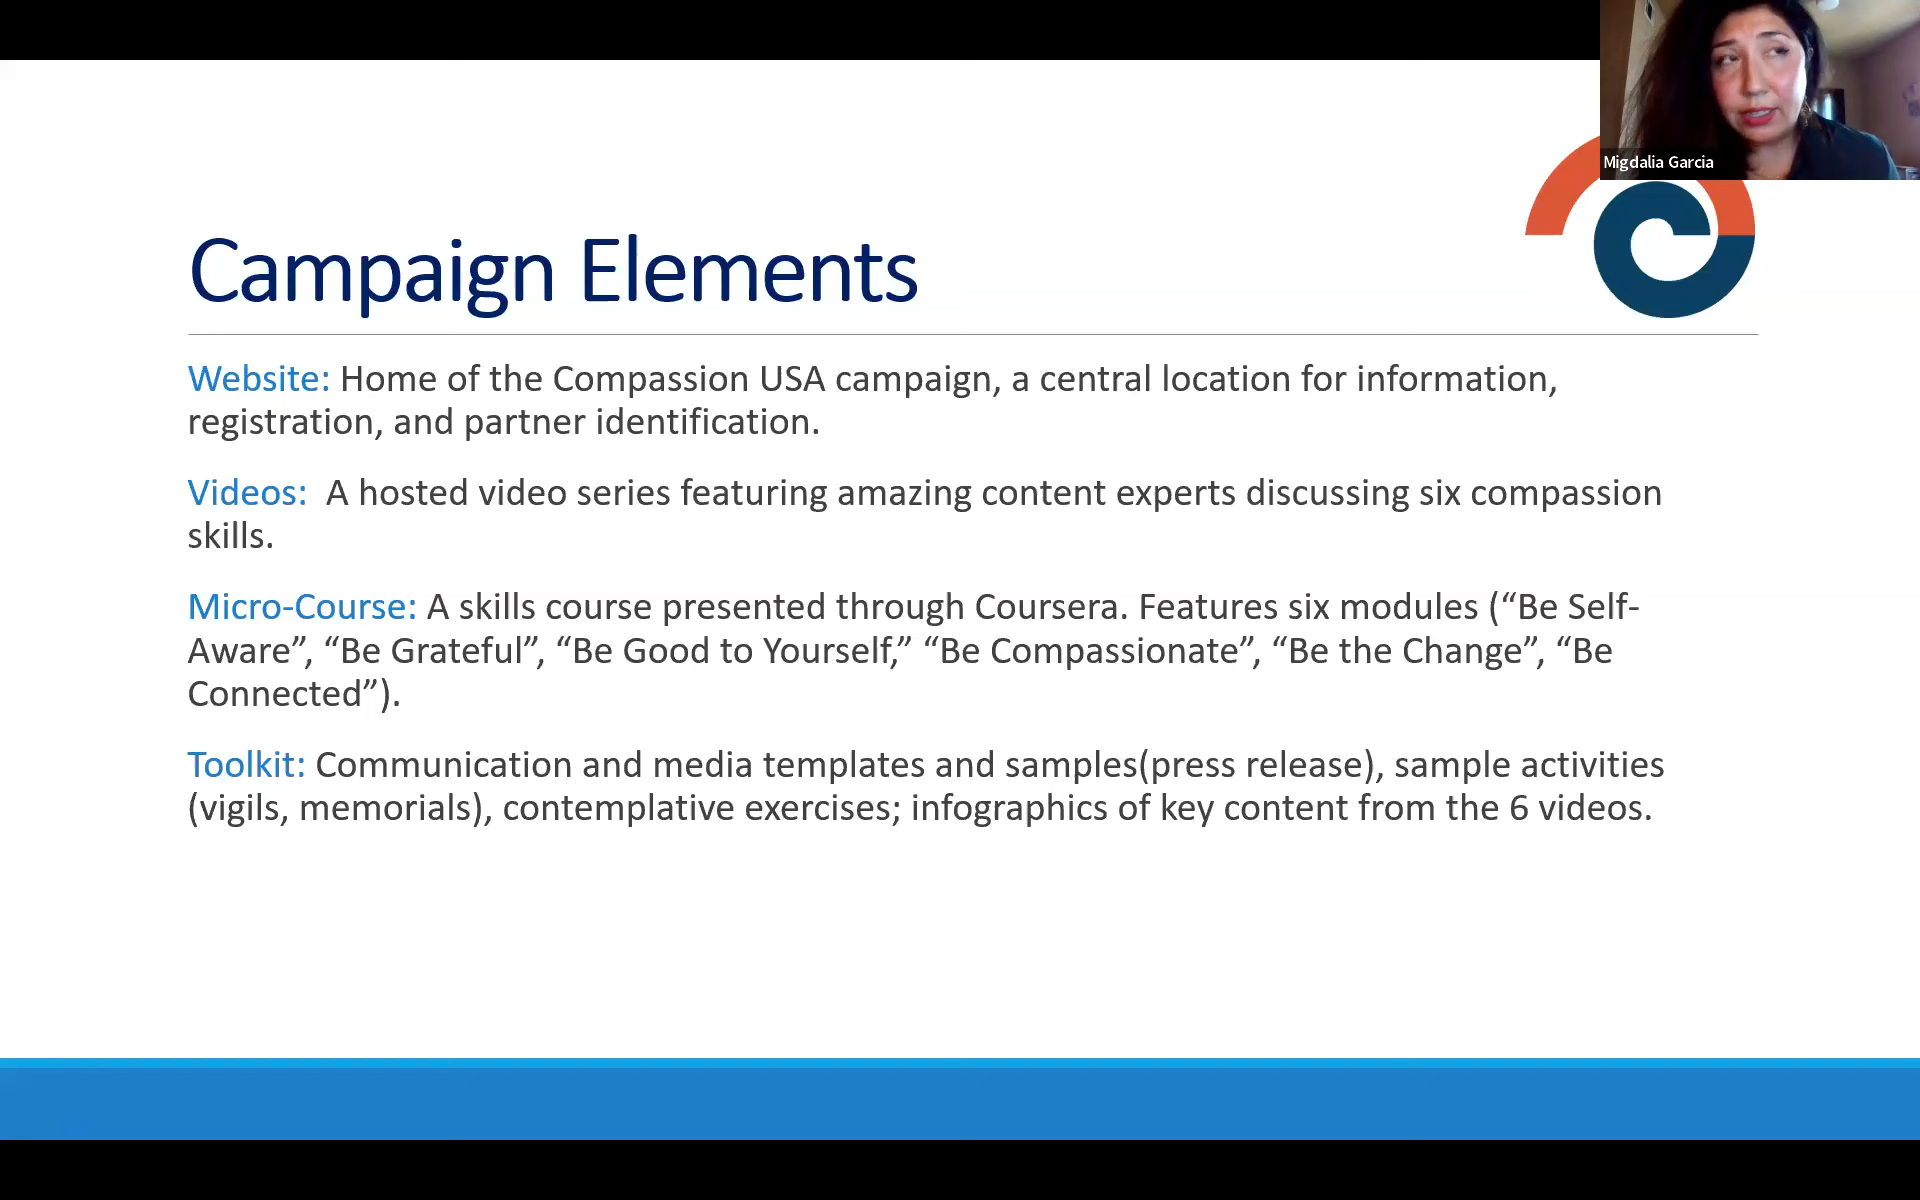 Migdalia Garcia
Campaign Elements
Website: Home of the Compassion USA campaign, a central location for information,
registration, and partner identification.
Videos:  A hosted video series featuring amazing content experts discussing six compassion
skills.
Micro-Course: A skills course presented through Coursera. Features six modules (“Be Self-
Aware”, “Be Grateful”, “Be Good to Yourself,” “Be Compassionate”, “Be the Change”, “Be
Connected”).
Toolkit: Communication and media templates and samples(press release), sample activities
(vigils, memorials), contemplative exercises; infographics of key content from the 6 videos.